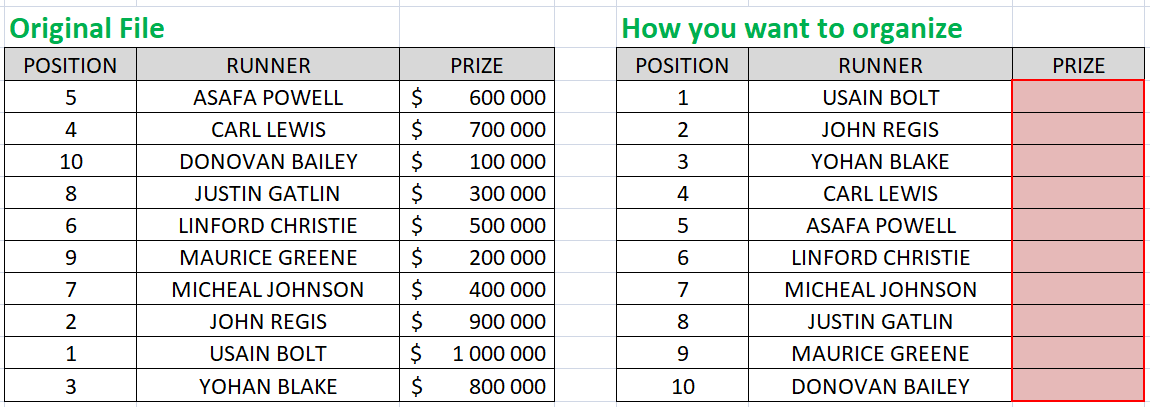 Original File How you want to organize
POSITION RUNNER PRIZE POSITION RUNNER PRIZE
5 ASAFA POWELL $ 600 000 1 USAIN BOLT
4 CARL LEWIS $ 700 000 2 JOHN REGIS
10 DONOVAN BAILEY $ 100 000 3 YOHAN BLAKE
8 JUSTIN GATLIN $ 300 000 4 CARL LEWIS
6 LINFORD CHRISTIE $ 500 000 5 ASAFA POWELL
9 MAURICE GREENE $ 200 000 6 LINFORD CHRISTIE
7 MICHEAL JOHNSON $ 400 000 7 MICHEAL JOHNSON
2 JOHN REGIS $ 900 000 8 JUSTIN GATLIN
1 USAIN BOLT $ 1 000 000 9 MAURICE GREENE
3 YOHAN BLAKE $ 800 000 10 DONOVAN BAILEY